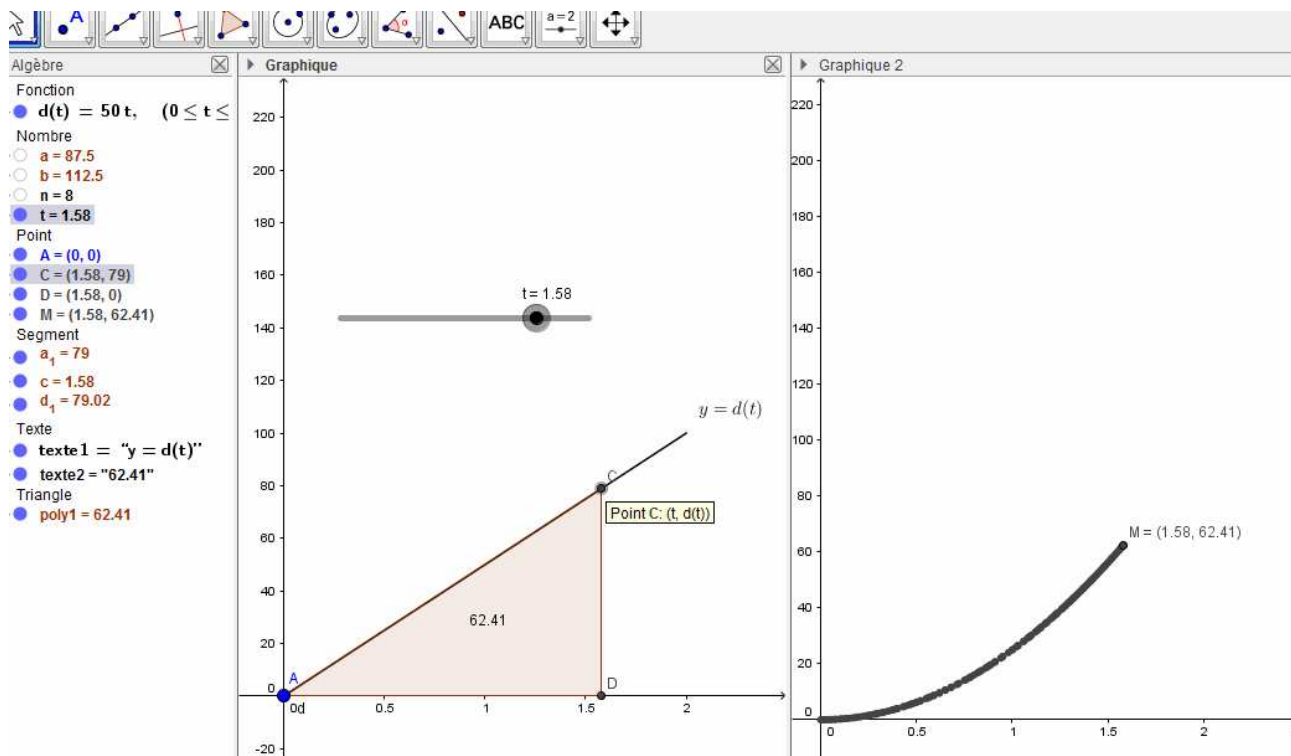 A
ABC
a = 2
Algèbre
Fonction
d(t) = 50 t, (0 ≤ t ≤
Nombre
a = 87.5
b = 112.5
n = 8
t = 1.58
Point
A = (0, 0)
C = (1.58, 79)
D = (1.58, 0)
M = (1.58, 62.41)
Segment
a₁ = 79
c = 1.58
d₁ = 79.02
Texte
texte1 = “y = d(t)”
texte2 = "62.41"
Triangle
poly1 = 62.41
Graphique
220
200
180
160
140
120
100
80
60
40
20
0
-20
t = 1.58
y = d(t)
C
Point C: (t, d(t))
62.41
A
D
0d
0.5
1
1.5
2
Graphique 2
220
200
180
160
140
120
100
80
60
40
20
0
M = (1.58, 62.41)
0
0.5
1
1.5
2